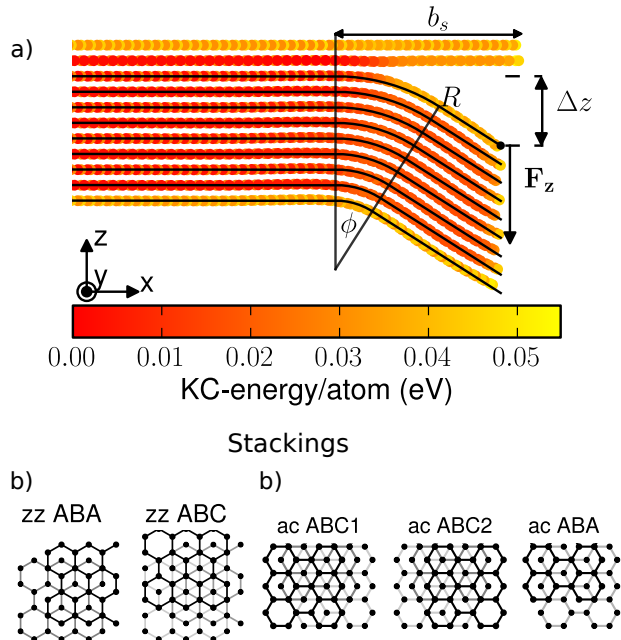 a)
b_s
R
Δz
F_z
ϕ
z
y
x
0.00 0.01 0.02 0.03 0.04 0.05
KC-energy/atom (eV)
Stackings
b) b)
zz ABA zz ABC ac ABC1 ac ABC2 ac ABA